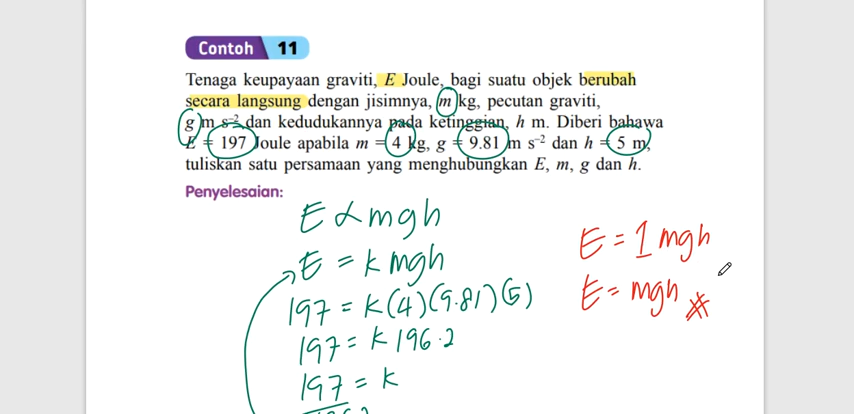 Contoh 11
Tenaga keupayaan graviti, E Joule, bagi suatu objek berubah
secara langsung dengan jisimnya, m kg, pecutan graviti,
g m s⁻² dan kedudukannya pada ketinggian, h m. Diberi bahawa
E = 197 Joule apabila m = 4 kg, g = 9.81 m s⁻² dan h = 5 m,
tuliskan satu persamaan yang menghubungkan E, m, g dan h.
Penyelesaian:
E ∝ mgh
E = k mgh
197 = k(4)(9.81)(5)
197 = k 196.2
197 = k
E = 1 mgh
E = mgh *